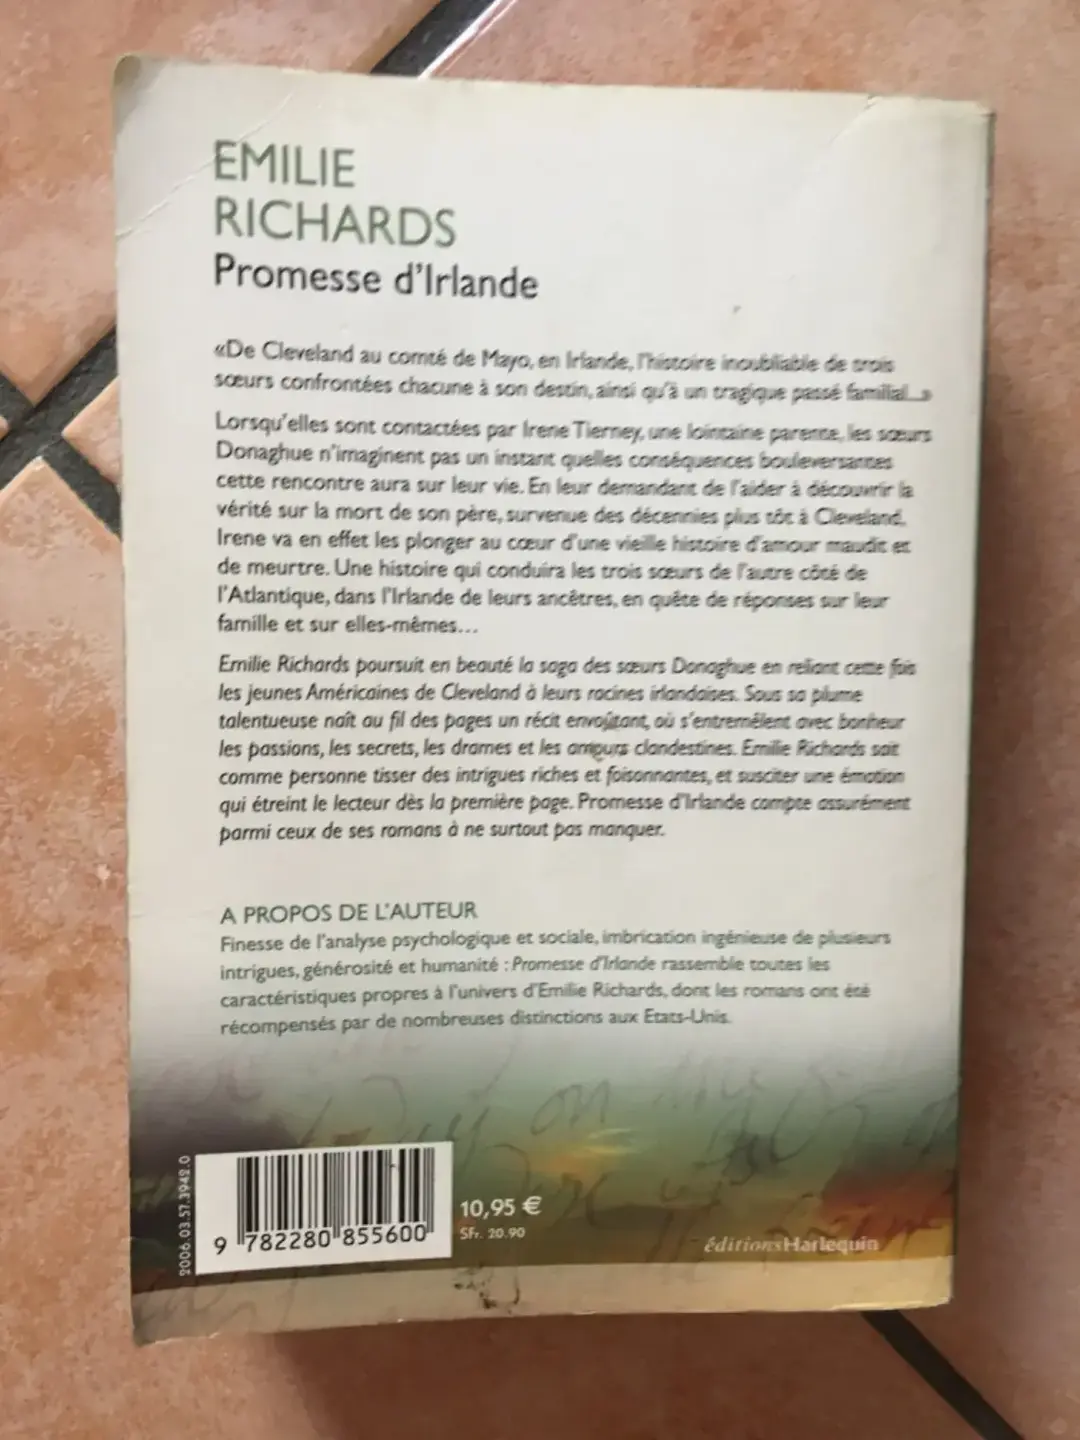 EMILIE
RICHARDS
Promesse d'Irlande
«De Cleveland au comté de Mayo, en Irlande, l'histoire inoubliable de trois
sœurs confrontées chacune à son destin, ainsi qu'à un tragique passé familial...»
Lorsqu'elles sont contactées par Irene Tierney, une lointaine parente, les sœurs
Donaghue n'imaginent pas un instant quelles conséquences bouleversantes
cette rencontre aura sur leur vie. En leur demandant de l'aider à découvrir la
vérité sur la mort de son père, survenue des décennies plus tôt à Cleveland,
Irene va en effet les plonger au cœur d'une vieille histoire d'amour maudit et
de meurtre. Une histoire qui conduira les trois sœurs de l'autre côté de
l'Atlantique, dans l'Irlande de leurs ancêtres, en quête de réponses sur leur
famille et sur elles-mêmes...
Emilie Richards poursuit en beauté la saga des sœurs Donaghue en reliant cette fois
les jeunes Américaines de Cleveland à leurs racines irlandaises. Sous sa plume
talentueuse naît au fil des pages un récit envoûtant, où s'entremêlent avec bonheur
les passions, les secrets, les drames et les amours clandestines. Emilie Richards sait
comme personne tisser des intrigues riches et foisonnantes, et susciter une émotion
qui étreint le lecteur dès la première page. Promesse d'Irlande compte assurément
parmi ceux de ses romans à ne surtout pas manquer.
A PROPOS DE L'AUTEUR
Finesse de l'analyse psychologique et sociale, imbrication ingénieuse de plusieurs
intrigues, générosité et humanité : Promesse d'Irlande rassemble toutes les
caractéristiques propres à l'univers d'Emilie Richards, dont les romans ont été
récompensés par de nombreuses distinctions aux Etats-Unis.
2006.03.57.3942.0
9 782280 855600
10,95 €
SFr. 20.90
éditions Harlequin